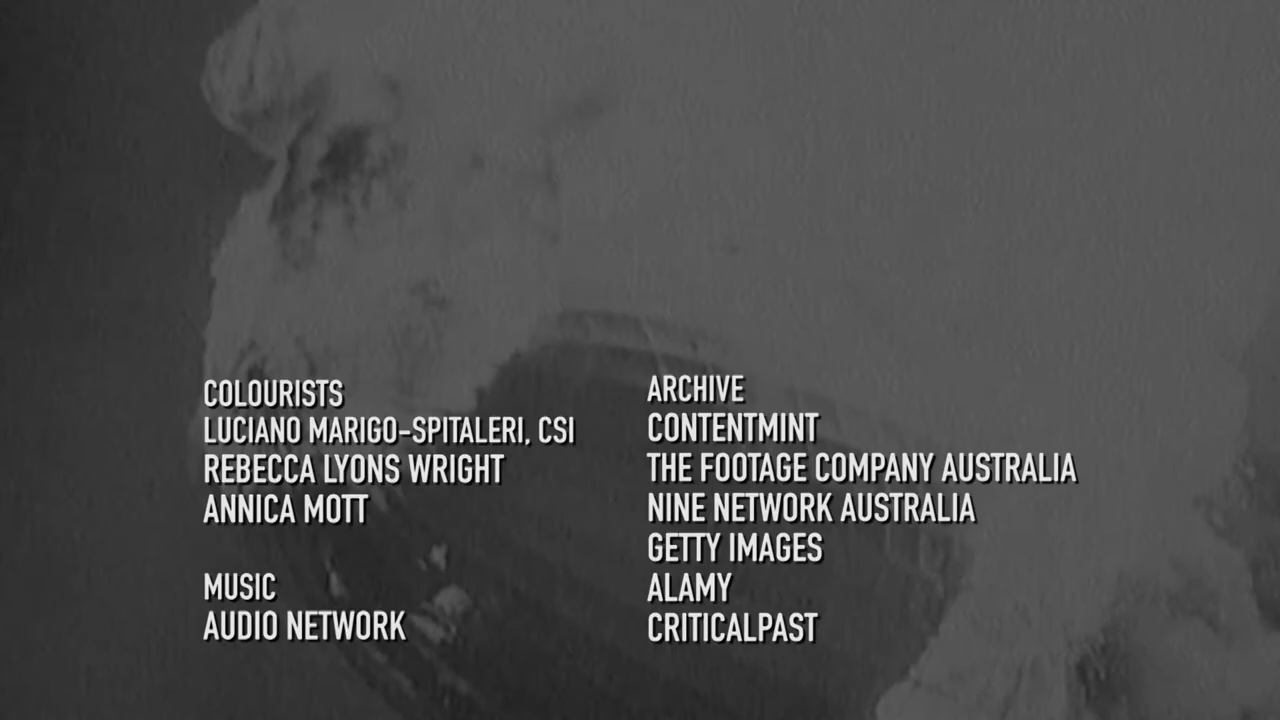 COLOURISTS
LUCIANO MARIGO-SPITALERI, CSI
REBECCA LYONS WRIGHT
ANNICA MOTT
MUSIC
AUDIO NETWORK
ARCHIVE
CONTENTMINT
THE FOOTAGE COMPANY AUSTRALIA
NINE NETWORK AUSTRALIA
GETTY IMAGES
ALAMY
CRITICALPAST